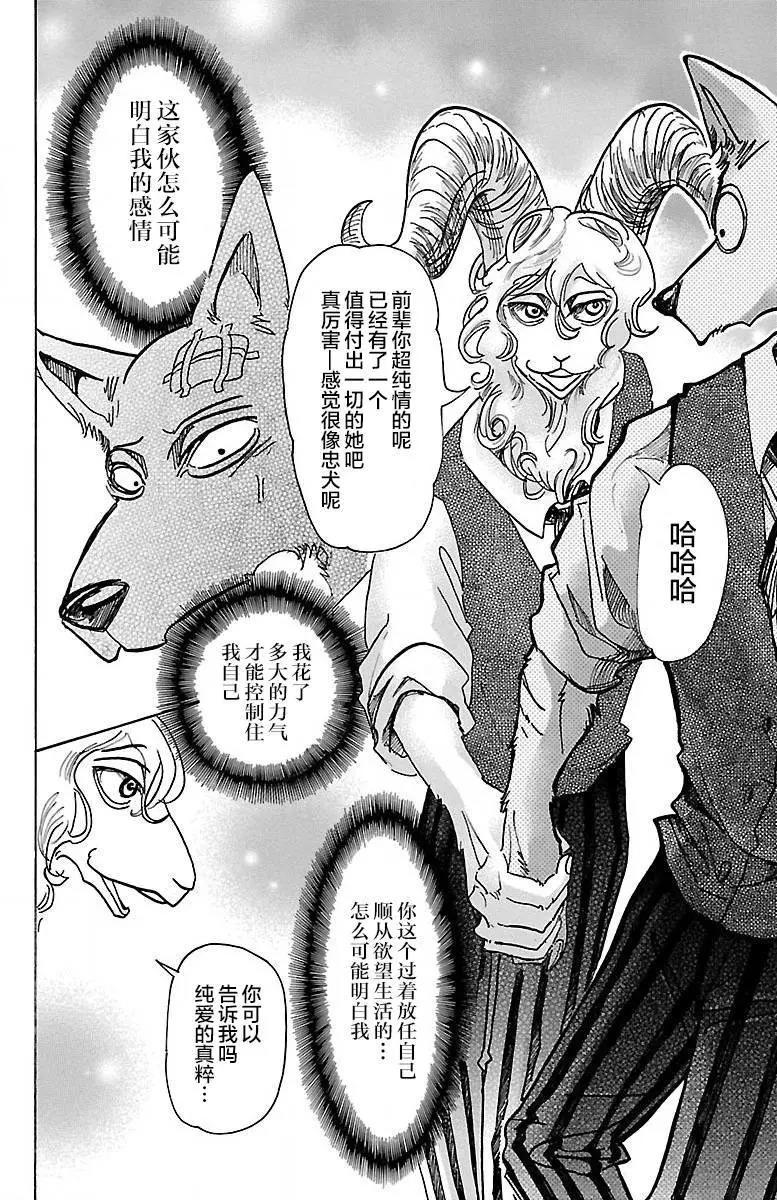 前辈你超纯情的呢
已经有了一个
值得付出一切的她吧
真厉害—感觉很像忠犬呢
哈哈哈
这家伙怎么可能
明白我的感情
我花了
多大的力气
才能控制住
我自己
你这个过着放任自己
顺从欲望生活的…
怎么可能明白我
你可以
告诉我吗
纯爱的真粹…